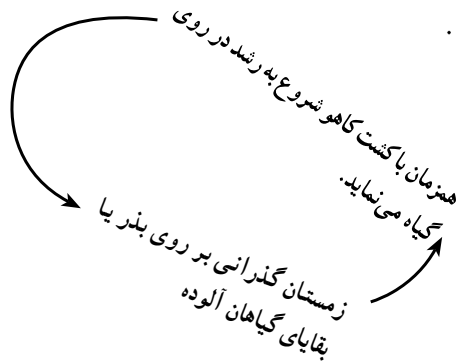 همزمان با کشت کاهو شروع به رشد در روی
گیاه می‌نماید.
زمستان گذرانی بر روی بذر یا
بقایای گیاهان آلوده